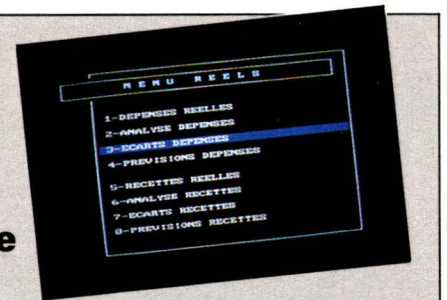 MENU REELS
1-DEPENSES REELLES
2-ANALYSE DEPENSES
3-ECARTS DEPENSES
4-PREVISIONS DEPENSES
5-RECETTES REELLES
6-ANALYSE RECETTES
7-ECARTS RECETTES
8-PREVISIONS RECETTES
e